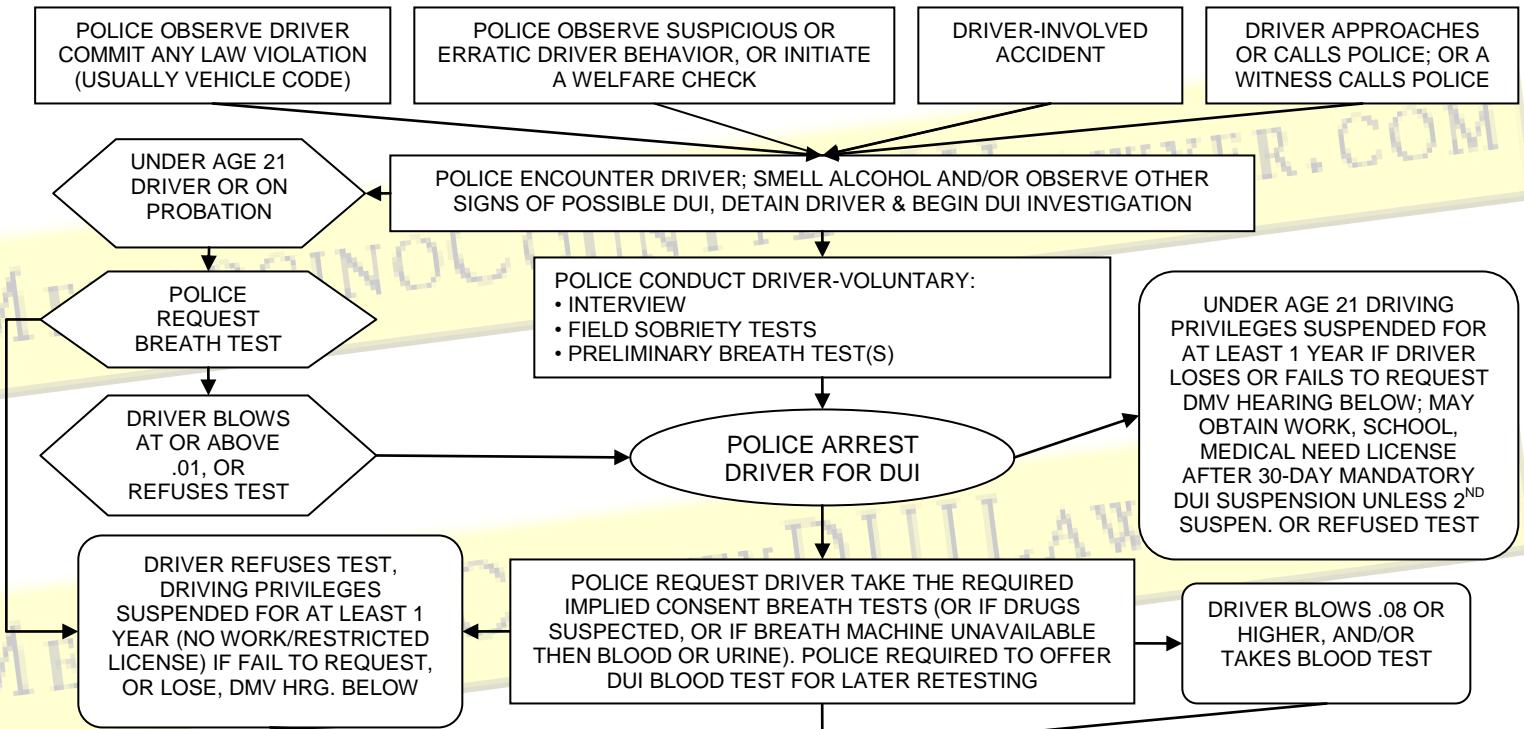 POLICE OBSERVE DRIVER
COMMIT ANY LAW VIOLATION
(USUALLY VEHICLE CODE)
POLICE OBSERVE SUSPICIOUS OR
ERRATIC DRIVER BEHAVIOR, OR INITIATE
A WELFARE CHECK
DRIVER-INVOLVED
ACCIDENT
DRIVER APPROACHES
OR CALLS POLICE; OR A
WITNESS CALLS POLICE
UNDER AGE 21
DRIVER OR ON
PROBATION
POLICE ENCOUNTER DRIVER; SMELL ALCOHOL AND/OR OBSERVE OTHER
SIGNS OF POSSIBLE DUI, DETAIN DRIVER & BEGIN DUI INVESTIGATION
POLICE
REQUEST
BREATH TEST
POLICE CONDUCT DRIVER-VOLUNTARY:
• INTERVIEW
• FIELD SOBRIETY TESTS
• PRELIMINARY BREATH TEST(S)
UNDER AGE 21 DRIVING
PRIVILEGES SUSPENDED FOR
AT LEAST 1 YEAR IF DRIVER
LOSES OR FAILS TO REQUEST
DMV HEARING BELOW; MAY
OBTAIN WORK, SCHOOL,
MEDICAL NEED LICENSE
AFTER 30-DAY MANDATORY
DUI SUSPENSION UNLESS 2ND
SUSPEN. OR REFUSED TEST
DRIVER BLOWS
AT OR ABOVE
.01, OR
REFUSES TEST
POLICE ARREST
DRIVER FOR DUI
DRIVER REFUSES TEST,
DRIVING PRIVILEGES
SUSPENDED FOR AT LEAST 1
YEAR (NO WORK/RESTRICTED
LICENSE) IF FAIL TO REQUEST,
OR LOSE, DMV HRG. BELOW
POLICE REQUEST DRIVER TAKE THE REQUIRED
IMPLIED CONSENT BREATH TESTS (OR IF DRUGS
SUSPECTED, OR IF BREATH MACHINE UNAVAILABLE
THEN BLOOD OR URINE). POLICE REQUIRED TO OFFER
DUI BLOOD TEST FOR LATER RETESTING
DRIVER BLOWS .08 OR
HIGHER, AND/OR
TAKES BLOOD TEST